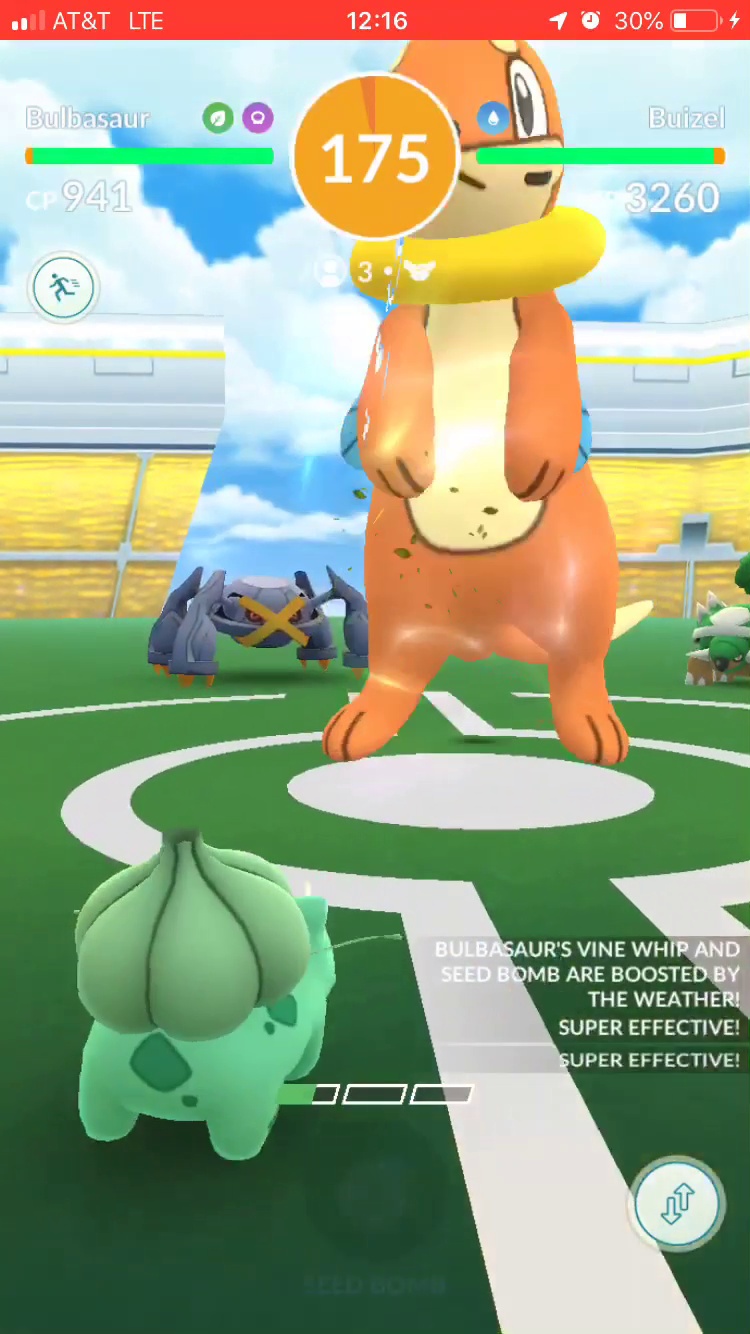 AT&T LTE
12:16
30%
Bulbasaur
175
Buizel
CP 941
3260
3
BULBASAUR'S VINE WHIP AND
SEED BOMB ARE BOOSTED BY
THE WEATHER!
SUPER EFFECTIVE!
SUPER EFFECTIVE!
SEED BOMB